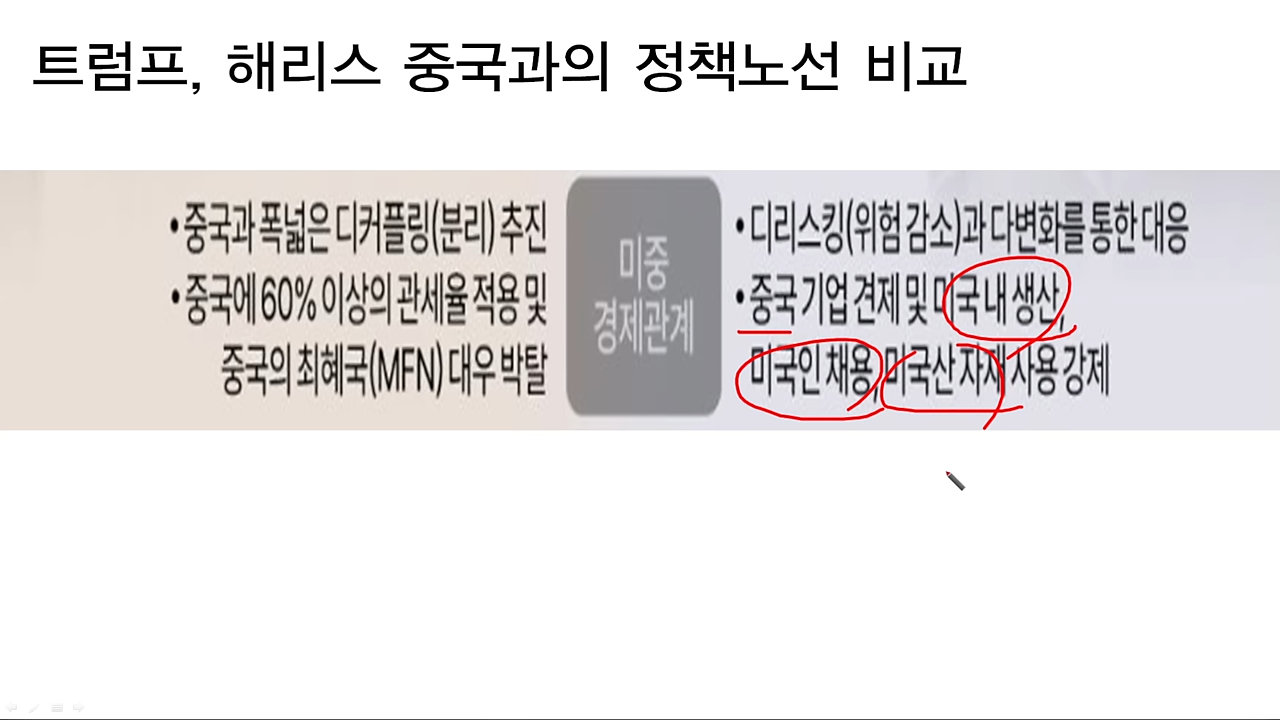 트럼프, 해리스 중국과의 정책노선 비교
• 중국과 폭넓은 디커플링(분리) 추진
• 중국에 60% 이상의 관세율 적용 및
중국의 최혜국(MFN) 대우 박탈
미중
경제관계
• 디리스킹(위험 감소)과 다변화를 통한 대응
• 중국 기업 견제 및 미국 내 생산,
미국인 채용, 미국산 자재 사용 강제